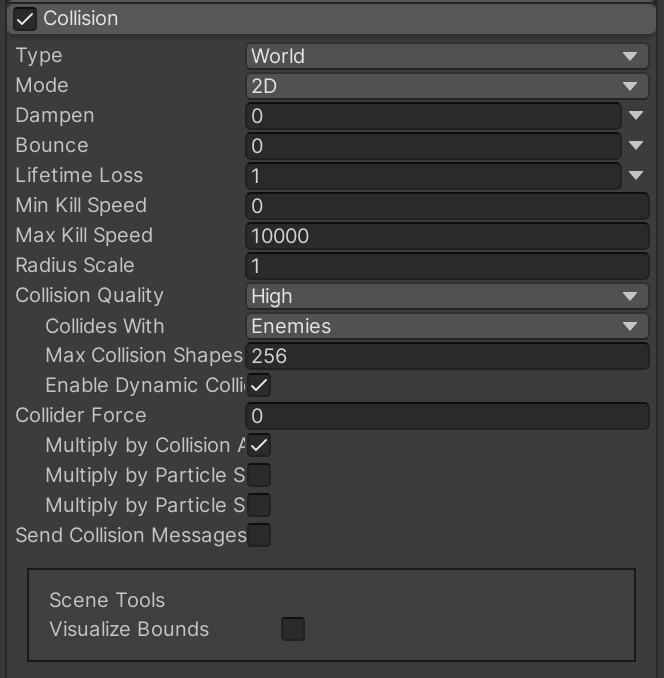 Collision
Type World
Mode 2D
Dampen 0
Bounce 0
Lifetime Loss 1
Min Kill Speed 0
Max Kill Speed 10000
Radius Scale 1
Collision Quality High
Collides With Enemies
Max Collision Shapes 256
Enable Dynamic Colli
Collider Force 0
Multiply by Collision A
Multiply by Particle S
Multiply by Particle S
Send Collision Messages
Scene Tools
Visualize Bounds